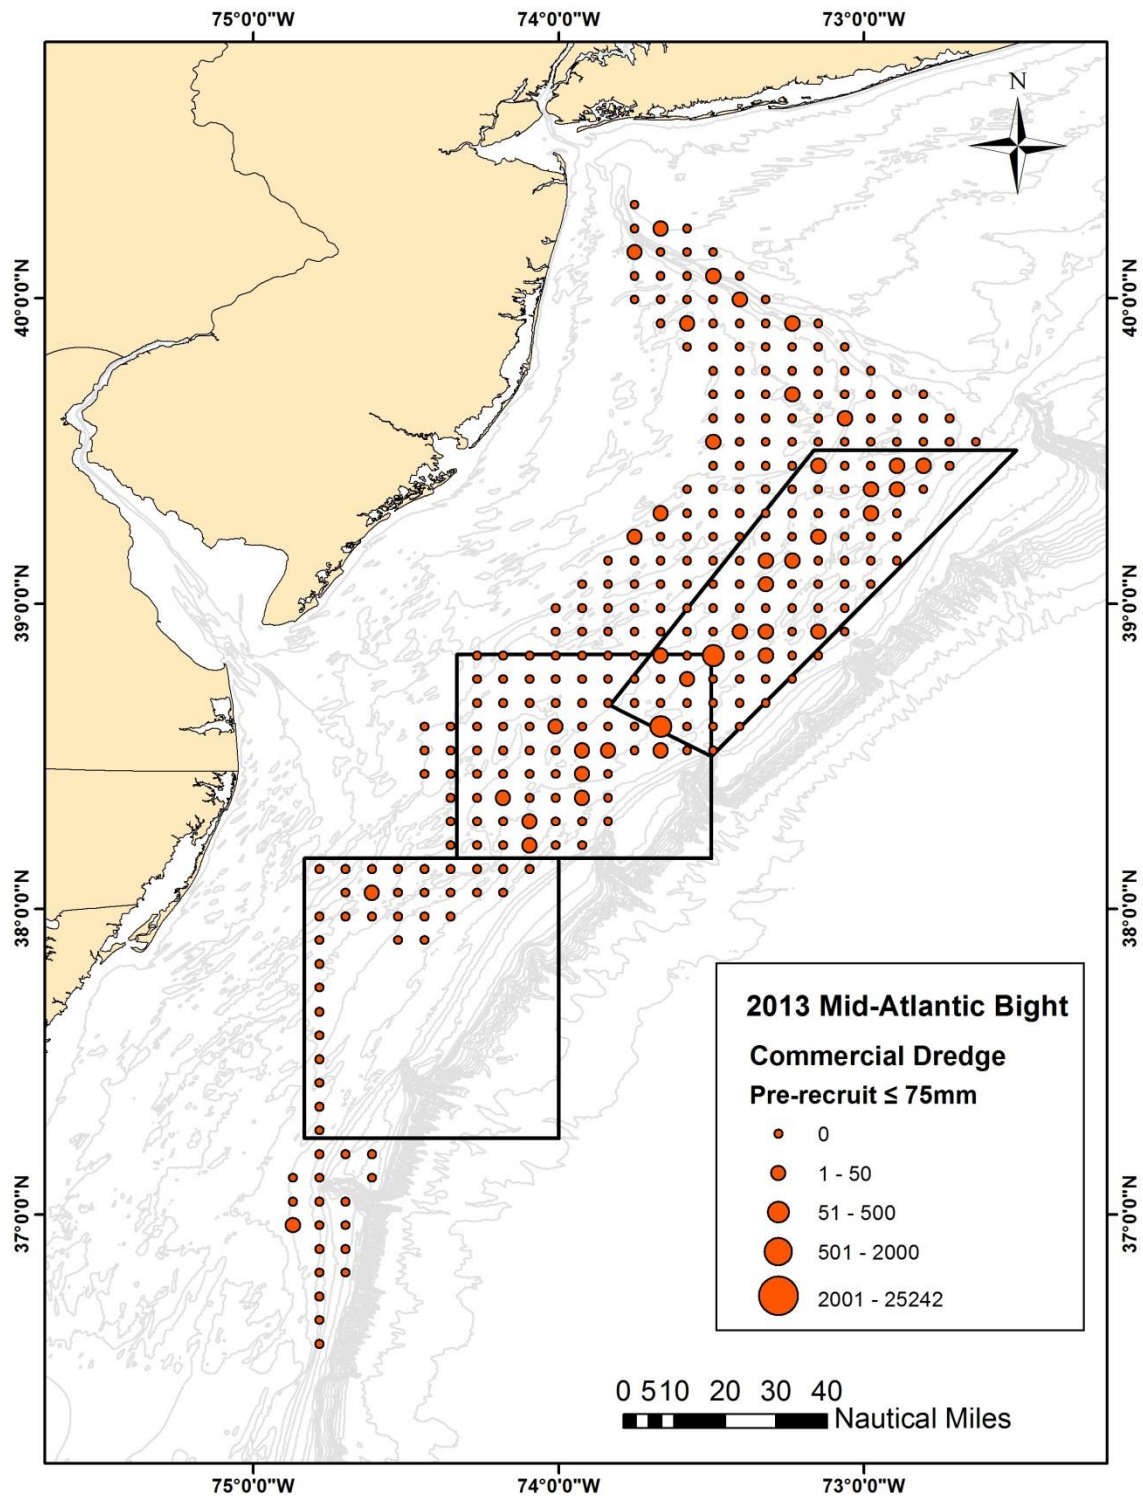 75°0'0"W 74°0'0"W 73°0'0"W
N
40°0'0"N 40°0'0"N
39°0'0"N 39°0'0"N
38°0'0"N 38°0'0"N
2013 Mid-Atlantic Bight
Commercial Dredge
Pre-recruit ≤ 75mm
0
1 - 50
51 - 500
501 - 2000
2001 - 25242
37°0'0"N 37°0'0"N
0 5 10 20 30 40
Nautical Miles
75°0'0"W 74°0'0"W 73°0'0"W